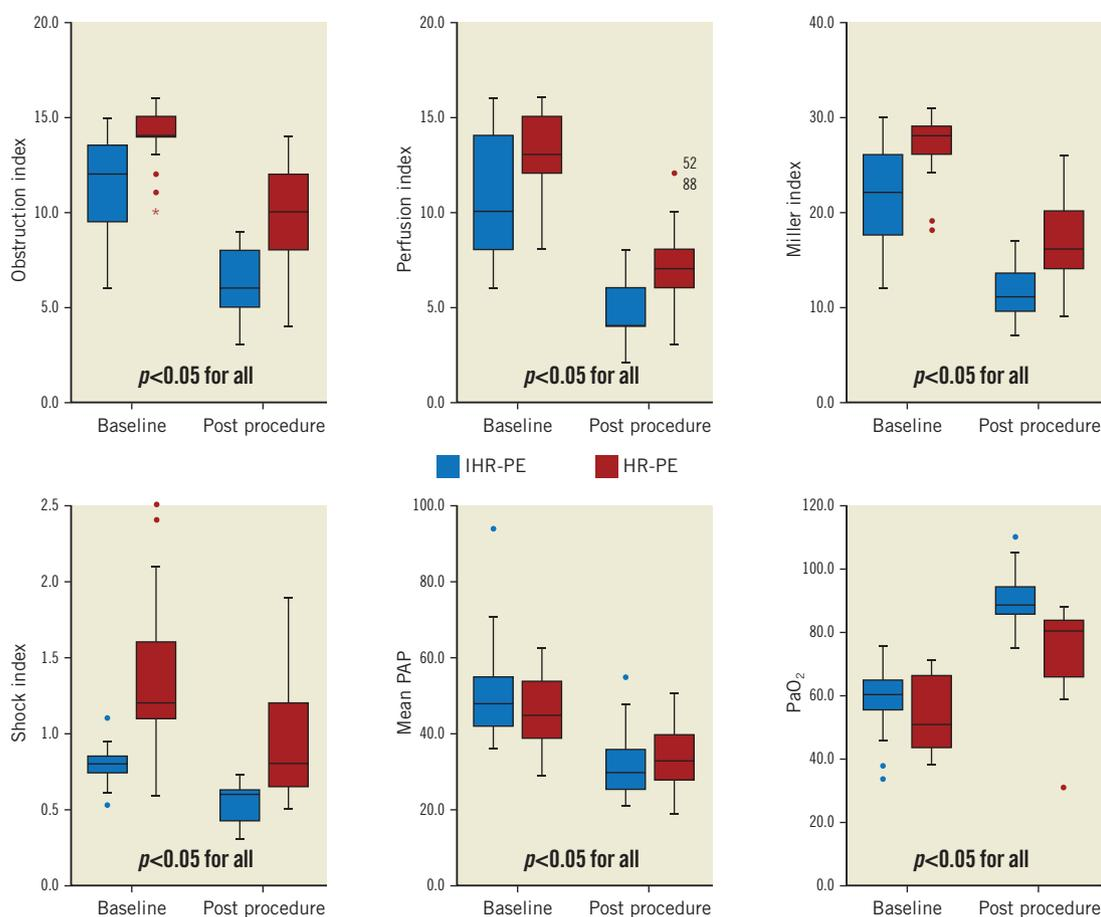 20.0
15.0
10.0
5.0
0.0
Obstruction index
*
p<0.05 for all
Baseline Post procedure
20.0
15.0
10.0
5.0
0.0
Perfusion index
52
88
p<0.05 for all
Baseline Post procedure
40.0
30.0
20.0
10.0
0.0
Miller index
p<0.05 for all
Baseline Post procedure
IHR-PE HR-PE
2.5
2.0
1.5
1.0
0.5
0.0
Shock index
p<0.05 for all
Baseline Post procedure
100.0
80.0
60.0
40.0
20.0
0.0
Mean PAP
p<0.05 for all
Baseline Post procedure
120.0
100.0
80.0
60.0
40.0
20.0
0.0
PaO₂
p<0.05 for all
Baseline Post procedure